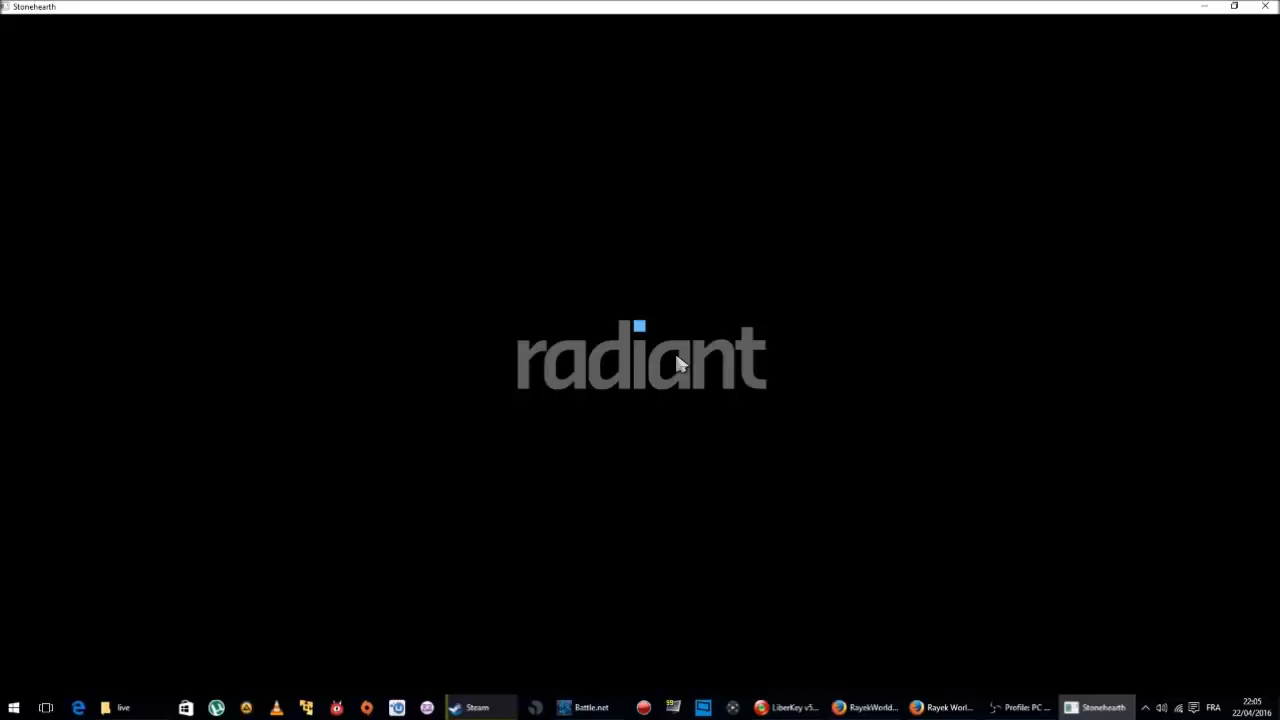 Stonehearth
radiant
live
Steam
Battle.net
99
LiberKey v5...
RayekWorld...
Rayek Worl...
Profile: PC ...
Stonehearth
FRA
22:05
22/04/2016